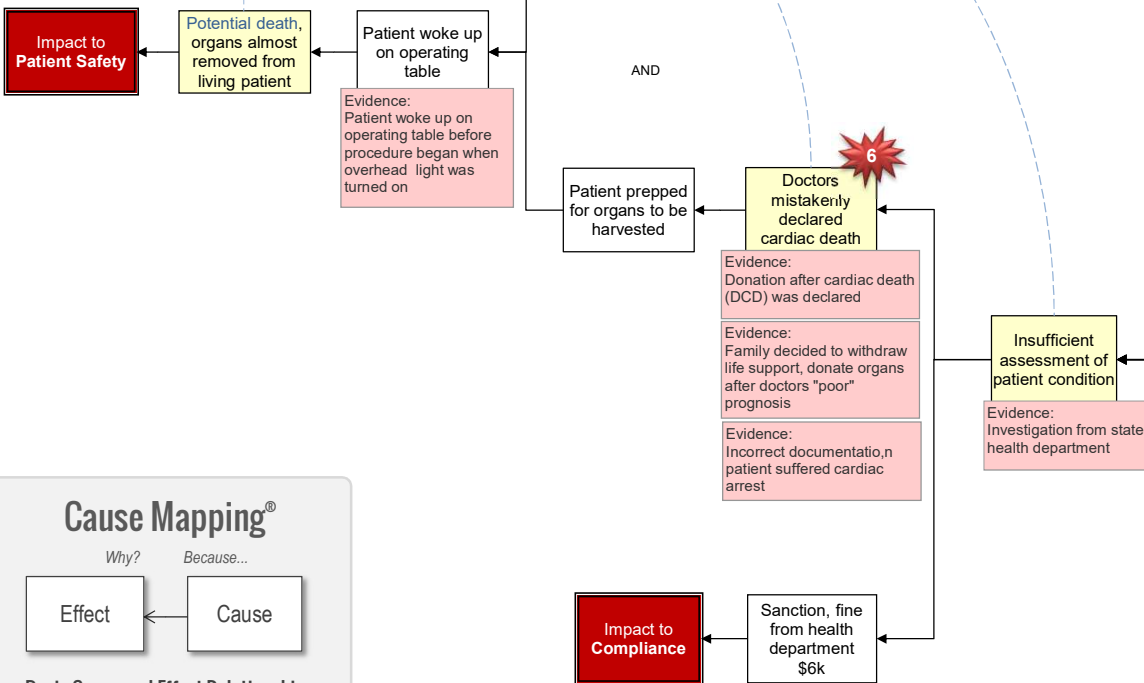 Impact to
Patient Safety
Potential death,
organs almost
removed from
living patient
Patient woke up
on operating
table
Evidence:
Patient woke up on
operating table before
procedure began when
overhead light was
turned on
AND
Patient prepped
for organs to be
harvested
6
Doctors
mistakenly
declared
cardiac death
Evidence:
Donation after cardiac death
(DCD) was declared
Evidence:
Family decided to withdraw
life support, donate organs
after doctors "poor"
prognosis
Evidence:
Incorrect documentatio,n
patient suffered cardiac
arrest
Insufficient
assessment of
patient condition
Evidence:
Investigation from state
health department
Cause Mapping®
Why? Because...
Effect
Cause
Impact to
Compliance
Sanction, fine
from health
department
$6k